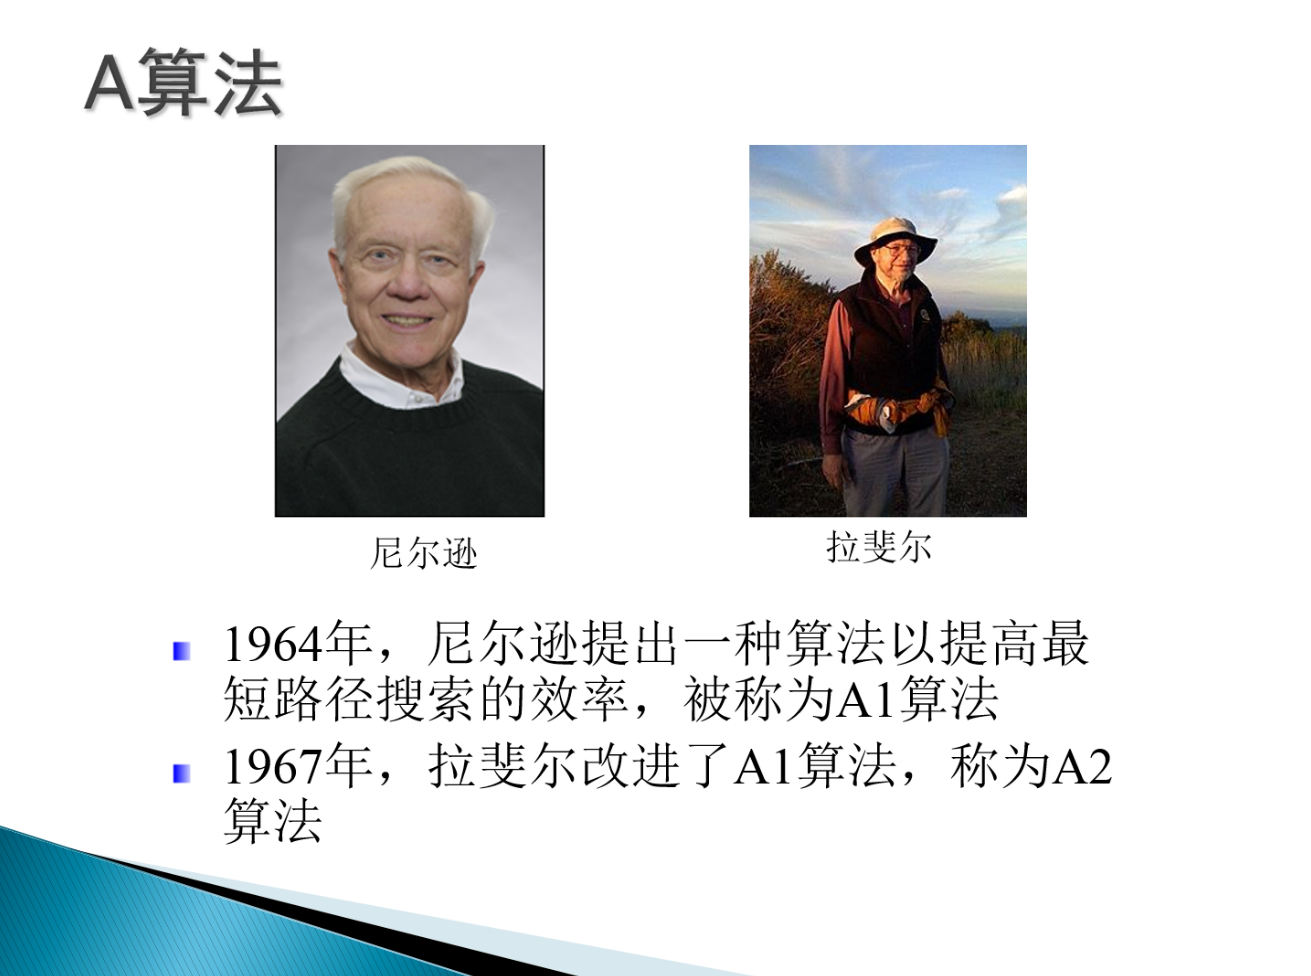 A算法
尼尔逊
拉斐尔
1964年，尼尔逊提出一种算法以提高最
短路径搜索的效率，被称为A1算法
1967年，拉斐尔改进了A1算法，称为A2
算法